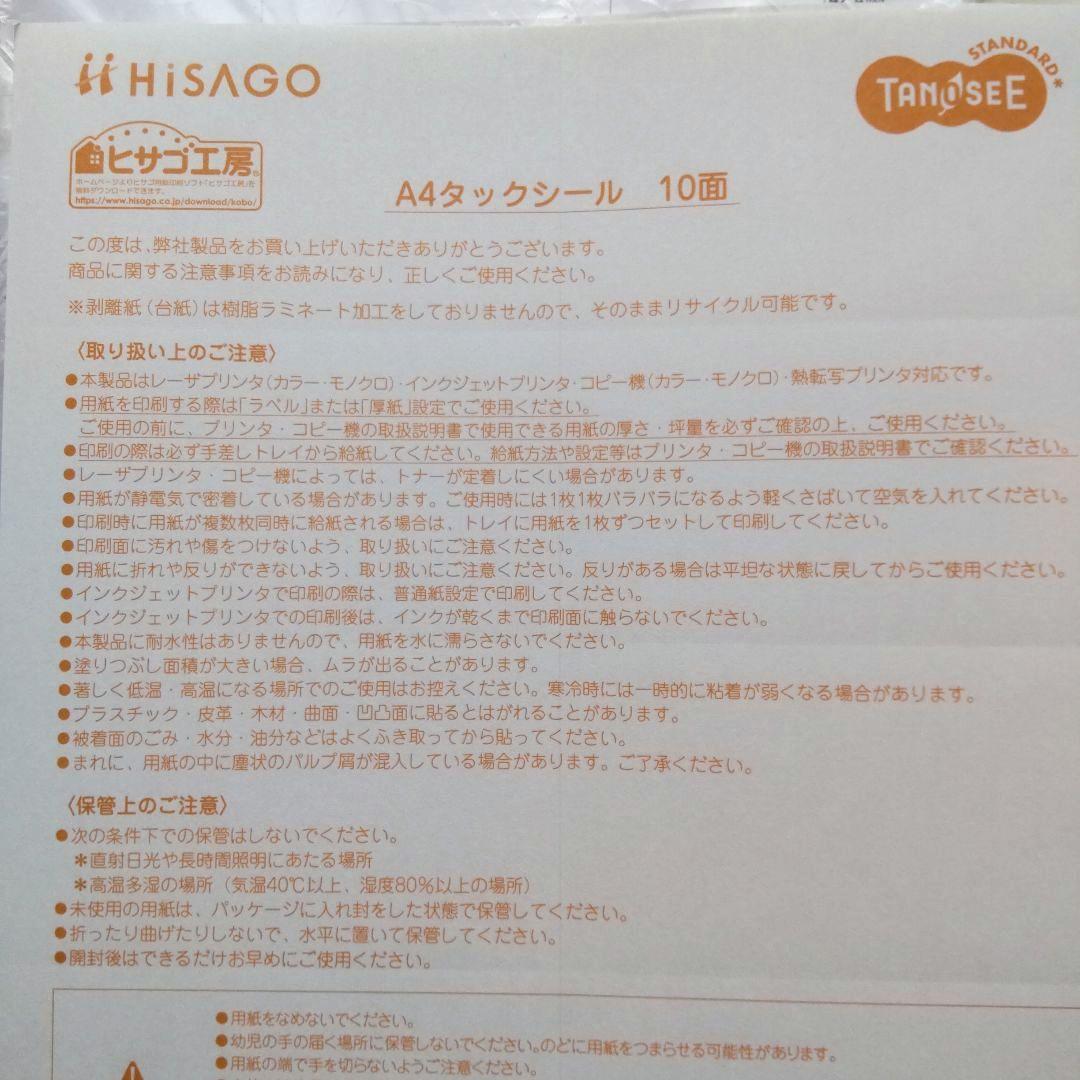 HiSAGO
STANDARD*
TANOSEE
ヒサゴ工房®
ホームページよりヒサゴ用紙印刷ソフト「ヒサゴ工房」を
無料ダウンロードできます。
https://www.hisago.co.jp/download/kobo/
A4タックシール 10面
この度は、弊社製品をお買い上げいただきありがとうございます。
商品に関する注意事項をお読みになり、正しくご使用ください。
※剥離紙(台紙)は樹脂ラミネート加工をしておりませんので、そのままリサイクル可能です。
〈取り扱い上のご注意〉
●本製品はレーザプリンタ(カラー・モノクロ)・インクジェットプリンタ・コピー機(カラー・モノクロ)・熱転写プリンタ対応です。
●用紙を印刷する際は「ラベル」または「厚紙」設定でご使用ください。
ご使用の前に、プリンタ・コピー機の取扱説明書で使用できる用紙の厚さ・坪量を必ずご確認の上、ご使用ください。
●印刷の際は必ず手差しトレイから給紙してください。給紙方法や設定等はプリンタ・コピー機の取扱説明書でご確認ください。
●レーザプリンタ・コピー機によっては、トナーが定着しにくい場合があります。
●用紙が静電気で密着している場合があります。ご使用時には1枚1枚バラバラになるよう軽くさばいて空気を入れてください。
●印刷時に用紙が複数枚同時に給紙される場合は、トレイに用紙を1枚ずつセットして印刷してください。
●印刷面に汚れや傷をつけないよう、取り扱いにご注意ください。
●用紙に折れや反りができないよう、取り扱いにご注意ください。反りがある場合は平坦な状態に戻してからご使用ください。
●インクジェットプリンタで印刷の際は、普通紙設定で印刷してください。
●インクジェットプリンタでの印刷後は、インクが乾くまで印刷面に触らないでください。
●本製品に耐水性はありませんので、用紙を水に濡らさないでください。
●塗りつぶし面積が大きい場合、ムラが出ることがあります。
●著しく低温・高温になる場所でのご使用はお控えください。寒冷時には一時的に粘着が弱くなる場合があります。
●プラスチック・皮革・木材・曲面・凹凸面に貼るとはがれることがあります。
●被着面のごみ・水分・油分などはよくふき取ってから貼ってください。
●まれに、用紙の中に塵状のパルプ屑が混入している場合があります。ご了承ください。
〈保管上のご注意〉
●次の条件下での保管はしないでください。
＊直射日光や長時間照明にあたる場所
＊高温多湿の場所(気温40℃以上、湿度80%以上の場所)
●未使用の用紙は、パッケージに入れ封をした状態で保管してください。
●折ったり曲げたりしないで、水平に置いて保管してください。
●開封後はできるだけお早めにご使用ください。
●用紙をなめないでください。
●幼児の手の届く場所に保管しないでください。のどに用紙をつまらせる可能性があります。
●用紙の端で手を切らないようご注意ください。